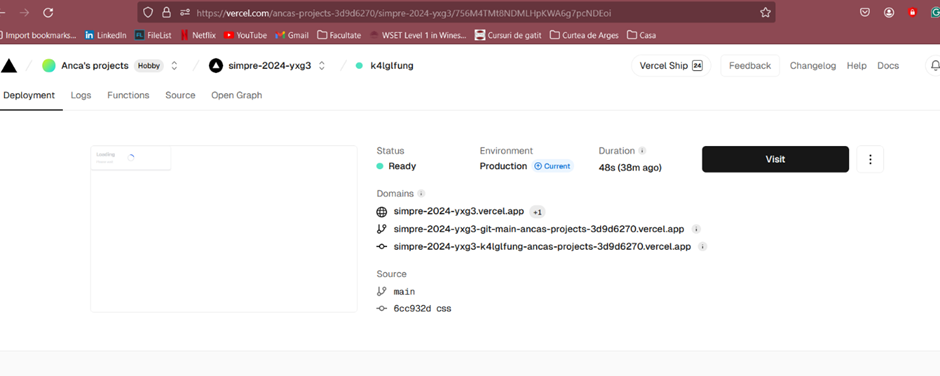 https://vercel.com/ancas-projects-3d9d6270/simpre-2024-yxg3/756M4TMt8NDMLHpKWA6g7pcNDEoi
Import bookmarks... LinkedIn FileList Netflix YouTube Gmail Facultate WSET Level 1 in Wines... Cursuri de gatit Curtea de Arges Casa
Anca's projects Hobby / simpre-2024-yxg3 / k4lglfung Vercel Ship 24 Feedback Changelog Help Docs
Deployment Logs Functions Source Open Graph
Loading
Status Environment Duration
Ready Production Current 48s (38m ago) Visit
Domains
simpre-2024-yxg3.vercel.app +1
simpre-2024-yxg3-git-main-ancas-projects-3d9d6270.vercel.app
simpre-2024-yxg3-k4lglfung-ancas-projects-3d9d6270.vercel.app
Source
main
6cc932d css